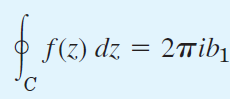 ∮_C f(z) dz = 2πib₁